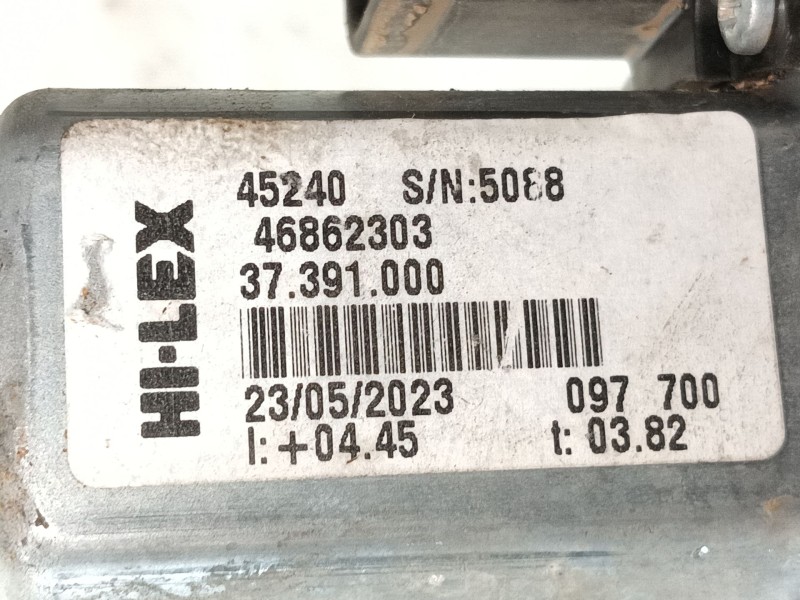 HI-LEX
45240 S/N:5088
46862303
37.391.000
23/05/2023 097 700
I: +04.45 t: 03.82